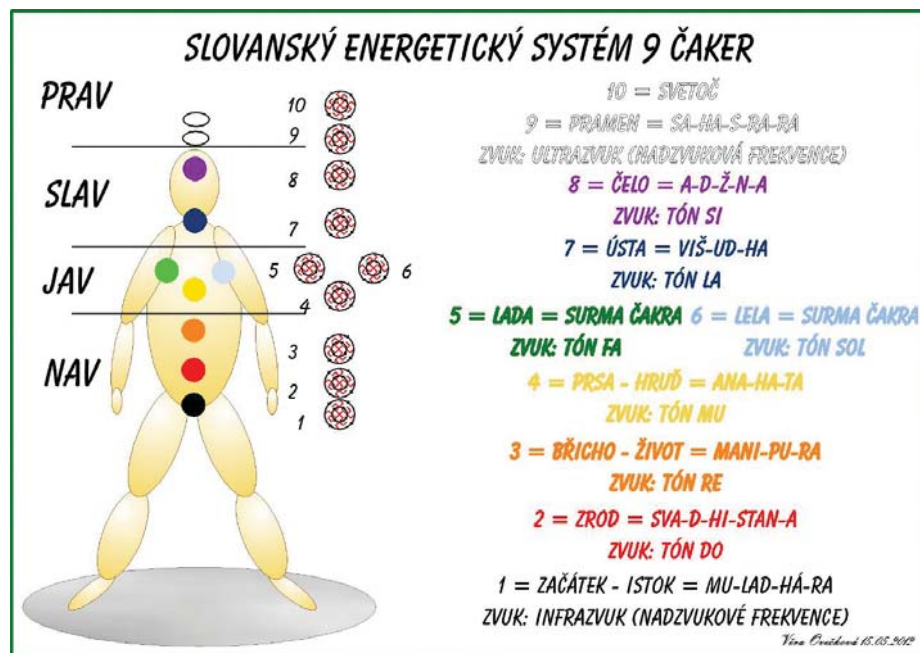 SLOVANSKÝ ENERGETICKÝ SYSTÉM 9 ČAKER
PRAV
SLAV
JAV
NAV
10
9
8
7
5
6
4
3
2
1
10 = SVETOČ
9 = PRAMEN = SA-HA-S-RA-RA
ZVUK: ULTRAZVUK (NADZVUKOVÁ FREKVENCE)
8 = ČELO = A-D-Ž-N-A
ZVUK: TÓN SI
7 = ÚSTA = VIŠ-UD-HA
ZVUK: TÓN LA
5 = LADA = SURMA ČAKRA 6 = LELA = SURMA ČAKRA
ZVUK: TÓN FA ZVUK: TÓN SOL
4 = PRSA - HRUĎ = ANA-HA-TA
ZVUK: TÓN MU
3 = BŘICHO - ŽIVOT = MANI-PU-RA
ZVUK: TÓN RE
2 = ZROD = SVA-D-HI-STAN-A
ZVUK: TÓN DO
1 = ZAČÁTEK - ISTOK = MU-LAD-HÁ-RA
ZVUK: INFRAZVUK (NADZVUKOVÉ FREKVENCE)
Věra 15.05.2012